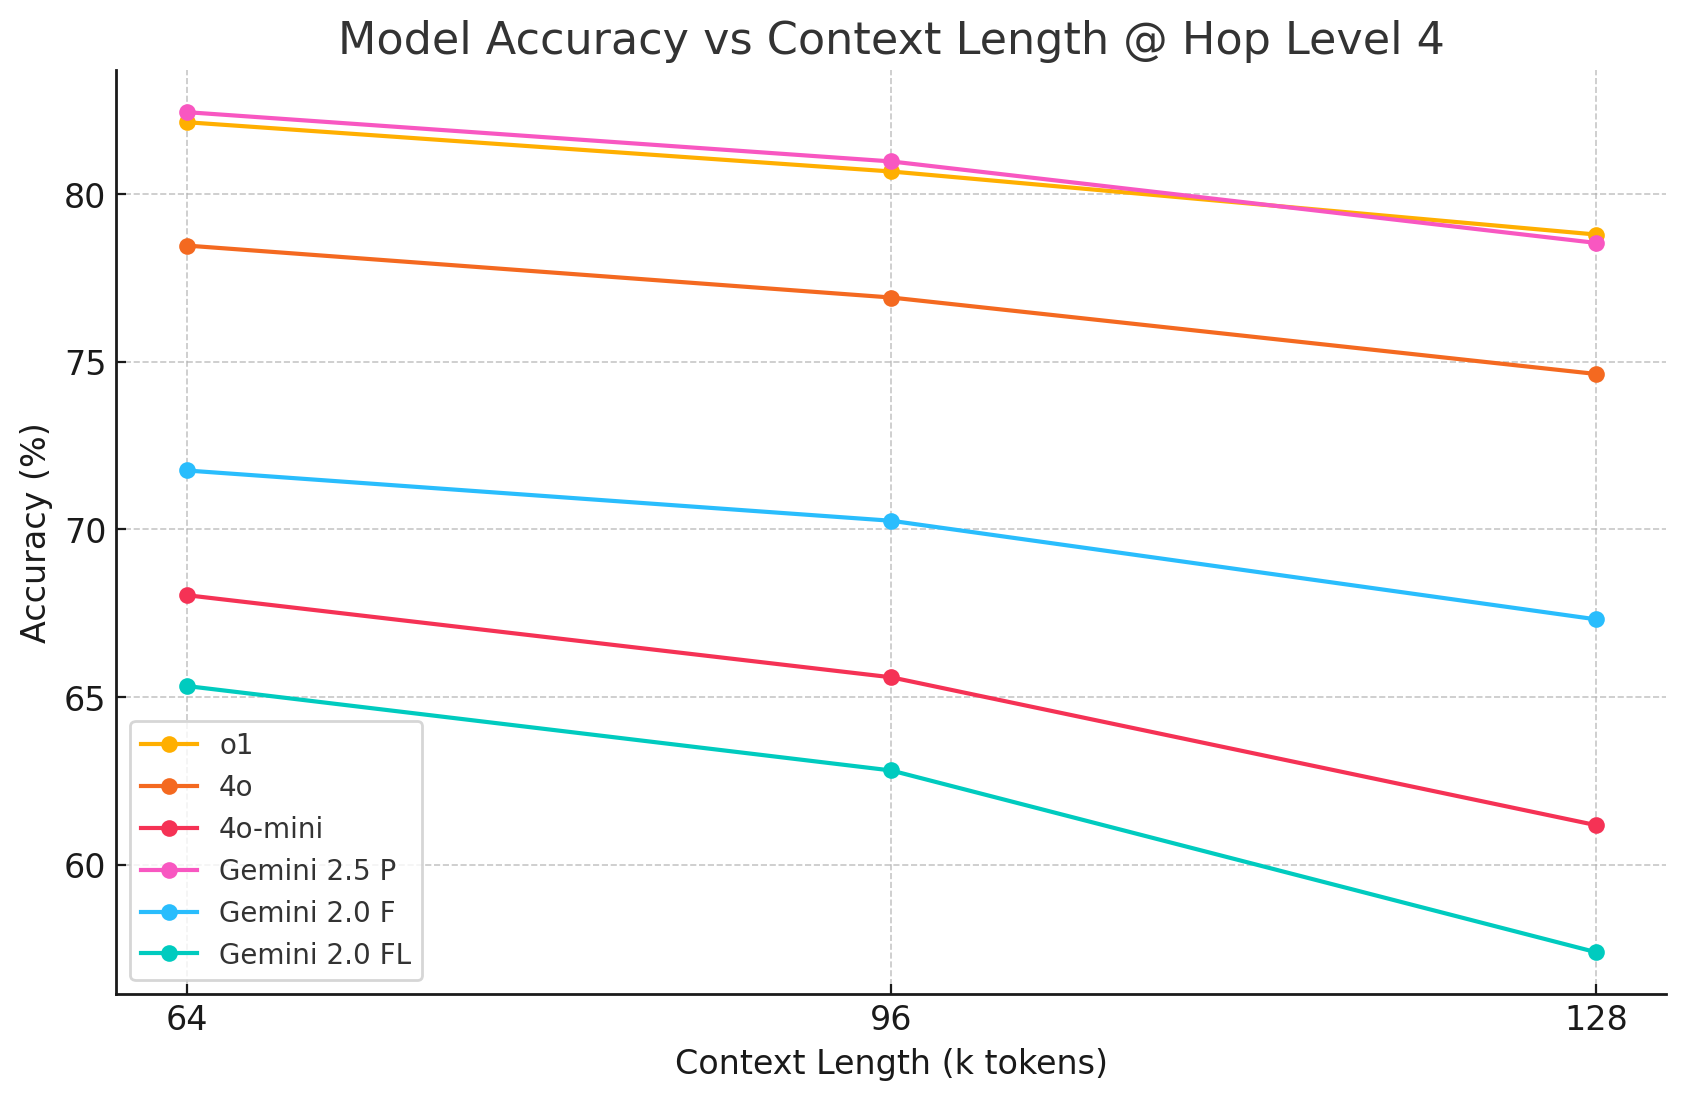 Model Accuracy vs Context Length @ Hop Level 4
Accuracy (%)
80
75
70
65
60
o1
4o
4o-mini
Gemini 2.5 P
Gemini 2.0 F
Gemini 2.0 FL
64
96
128
Context Length (k tokens)